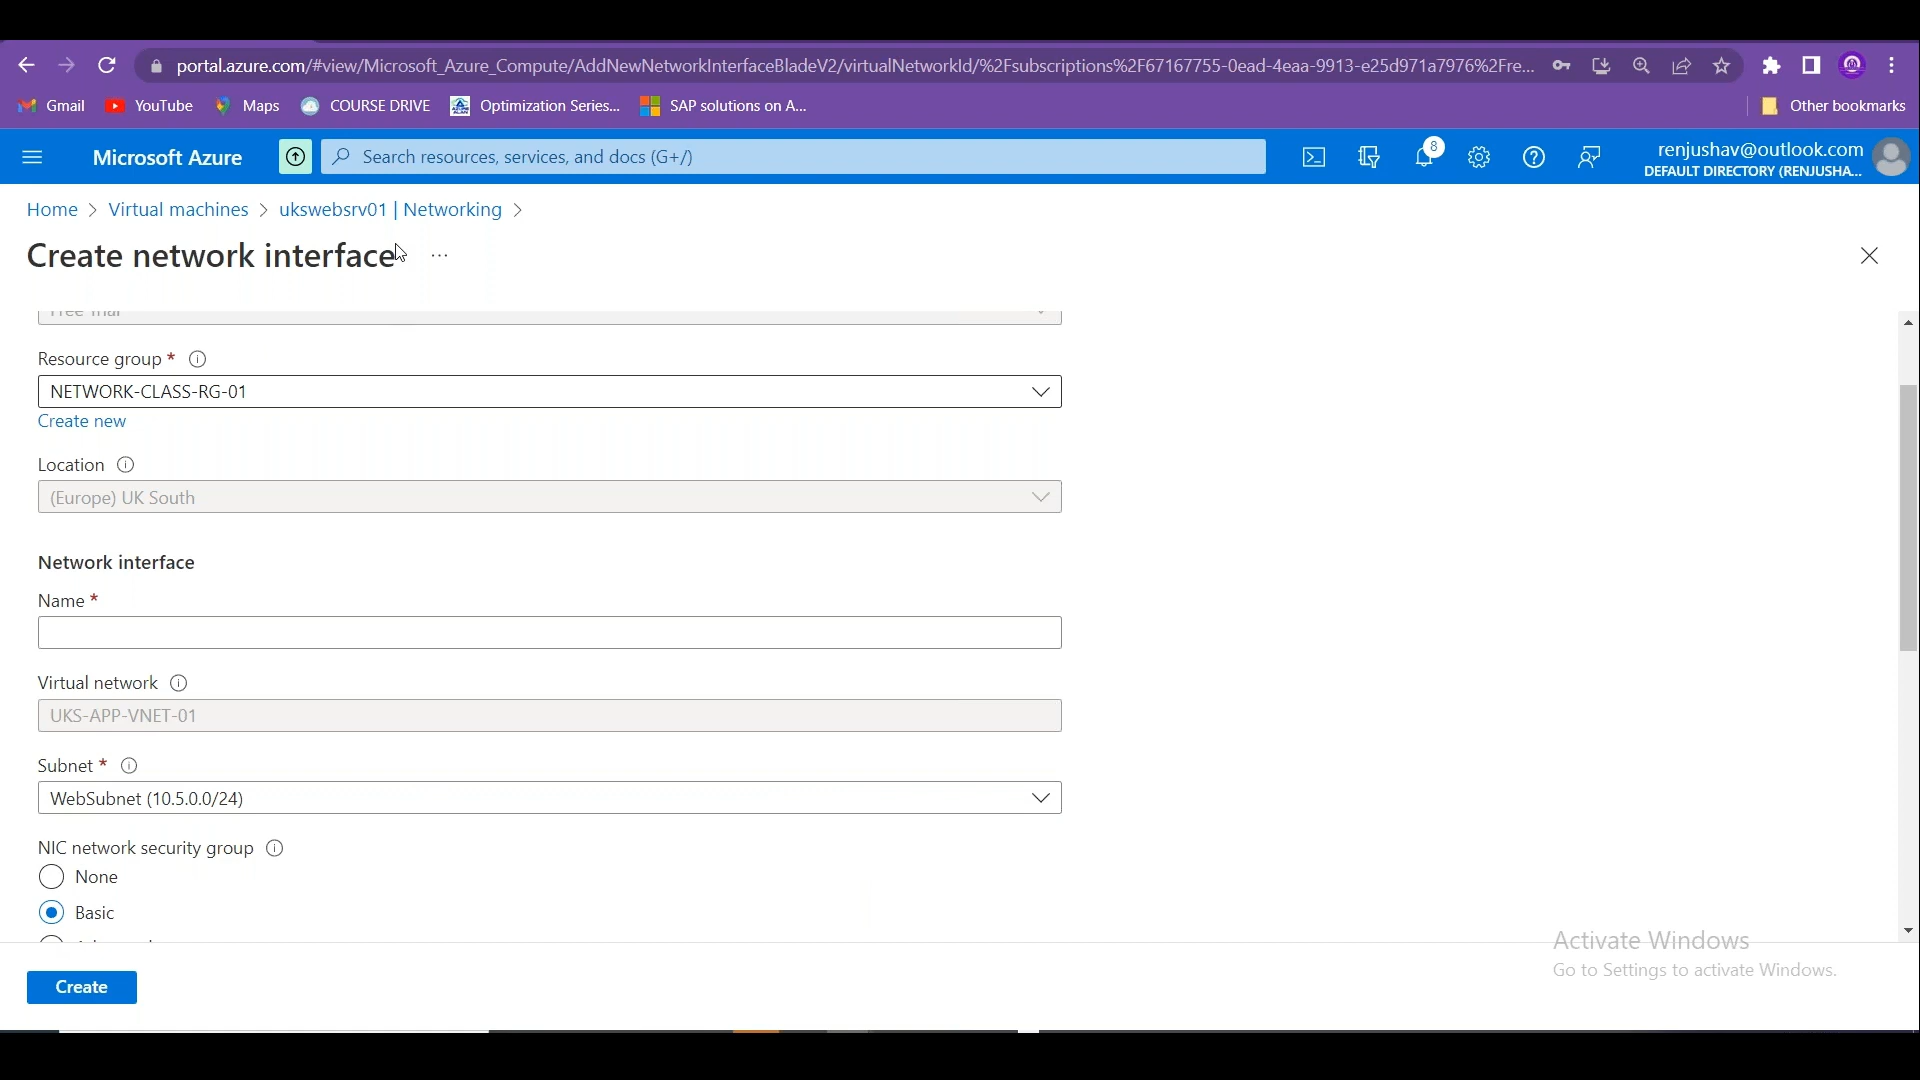 portal.azure.com/#view/Microsoft_Azure_Compute/AddNewNetworkInterfaceBladeV2/virtualNetworkId/%2Fsubscriptions%2F67167755-0ead-4eaa-9913-e25d971a7976%2Fre...
Gmail YouTube Maps COURSE DRIVE Optimization Series... SAP solutions on A... Other bookmarks
Microsoft Azure Search resources, services, and docs (G+/) 8 renjushav@outlook.com
DEFAULT DIRECTORY (RENJUSHA...
Home > Virtual machines > ukswebsrv01 | Networking >
Create network interface ...
Resource group *
NETWORK-CLASS-RG-01
Create new
Location
(Europe) UK South
Network interface
Name *
Virtual network
UKS-APP-VNET-01
Subnet *
WebSubnet (10.5.0.0/24)
NIC network security group
None
Basic
Create
Activate Windows
Go to Settings to activate Windows.